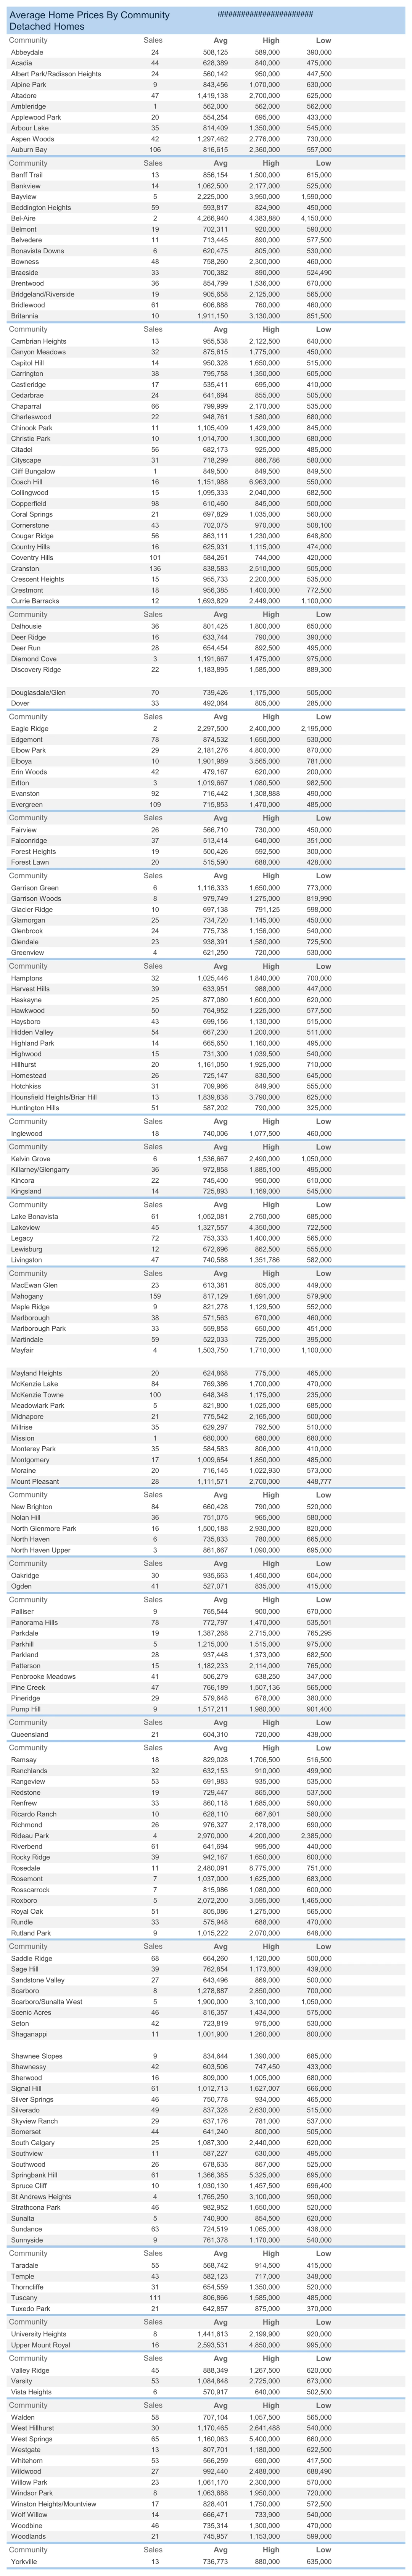 Average Home Prices By Community #######################
Detached Homes
Community Sales Avg High Low
Abbeydale 24 508,125 589,000 390,000
Acadia 44 628,389 840,000 475,000
Albert Park/Radisson Heights 24 560,142 950,000 447,500
Alpine Park 9 843,456 1,070,000 630,000
Altadore 47 1,419,138 2,700,000 625,000
Ambleridge 1 562,000 562,000 562,000
Applewood Park 20 554,254 695,000 433,000
Arbour Lake 35 814,409 1,350,000 545,000
Aspen Woods 42 1,297,462 2,776,000 730,000
Auburn Bay 106 816,615 2,360,000 557,000
Community Sales Avg High Low
Banff Trail 13 856,154 1,500,000 615,000
Bankview 14 1,062,500 2,177,000 525,000
Bayview 5 2,225,000 3,950,000 1,590,000
Beddington Heights 59 593,817 824,900 450,000
Bel-Aire 2 4,266,940 4,383,880 4,150,000
Belmont 19 702,311 920,000 590,000
Belvedere 11 713,445 890,000 577,500
Bonavista Downs 6 620,475 805,000 530,000
Bowness 48 758,260 2,300,000 460,000
Braeside 33 700,382 890,000 524,490
Brentwood 36 854,799 1,536,000 670,000
Bridgeland/Riverside 19 905,658 2,125,000 565,000
Bridlewood 61 606,888 760,000 460,000
Britannia 10 1,911,150 3,130,000 851,500
Community Sales Avg High Low
Cambrian Heights 13 955,538 2,122,500 640,000
Canyon Meadows 32 875,615 1,775,000 450,000
Capitol Hill 14 950,328 1,650,000 515,000
Carrington 38 795,758 1,350,000 605,000
Castleridge 17 535,411 695,000 410,000
Cedarbrae 24 641,694 855,000 505,000
Chaparral 66 799,999 2,170,000 535,000
Charleswood 22 948,761 1,580,000 680,000
Chinook Park 11 1,105,409 1,429,000 845,000
Christie Park 10 1,014,700 1,300,000 680,000
Citadel 56 682,173 925,000 485,000
Cityscape 31 718,299 886,786 580,000
Cliff Bungalow 1 849,500 849,500 849,500
Coach Hill 16 1,151,988 6,963,000 550,000
Collingwood 15 1,095,333 2,040,000 682,500
Copperfield 98 610,460 845,000 500,000
Coral Springs 21 697,829 1,035,000 560,000
Cornerstone 43 702,075 970,000 508,100
Cougar Ridge 56 863,111 1,230,000 648,800
Country Hills 16 625,931 1,115,000 474,000
Coventry Hills 101 584,261 744,000 420,000
Cranston 136 838,583 2,510,000 505,000
Crescent Heights 15 955,733 2,200,000 535,000
Crestmont 18 956,385 1,400,000 772,500
Currie Barracks 12 1,693,829 2,449,000 1,100,000
Community Sales Avg High Low
Dalhousie 36 801,425 1,800,000 650,000
Deer Ridge 16 633,744 790,000 390,000
Deer Run 28 654,454 892,500 495,000
Diamond Cove 3 1,191,667 1,475,000 975,000
Discovery Ridge 22 1,183,895 1,585,000 889,300
Douglasdale/Glen 70 739,426 1,175,000 505,000
Dover 33 492,064 805,000 285,000
Community Sales Avg High Low
Eagle Ridge 2 2,297,500 2,400,000 2,195,000
Edgemont 78 874,532 1,650,000 530,000
Elbow Park 29 2,181,276 4,800,000 870,000
Elboya 10 1,901,989 3,565,000 781,000
Erin Woods 42 479,167 620,000 200,000
Erlton 3 1,019,667 1,080,500 982,500
Evanston 92 716,442 1,308,888 490,000
Evergreen 109 715,853 1,470,000 485,000
Community Sales Avg High Low
Fairview 26 566,710 730,000 450,000
Falconridge 37 513,414 640,000 351,000
Forest Heights 19 500,426 592,500 300,000
Forest Lawn 20 515,590 688,000 428,000
Community Sales Avg High Low
Garrison Green 6 1,116,333 1,650,000 773,000
Garrison Woods 8 979,749 1,275,000 819,990
Glacier Ridge 10 697,138 791,125 598,000
Glamorgan 25 734,720 1,145,000 450,000
Glenbrook 24 775,738 1,156,000 540,000
Glendale 23 938,391 1,580,000 725,500
Greenview 4 621,250 720,000 530,000
Community Sales Avg High Low
Hamptons 32 1,025,446 1,840,000 700,000
Harvest Hills 39 633,951 988,000 447,000
Haskayne 25 877,080 1,600,000 620,000
Hawkwood 50 764,952 1,225,000 577,500
Haysboro 43 699,156 1,130,000 515,000
Hidden Valley 54 667,230 1,200,000 511,000
Highland Park 14 665,650 1,160,000 495,000
Highwood 15 731,300 1,039,500 540,000
Hillhurst 20 1,161,050 1,925,000 710,000
Homestead 26 725,147 830,500 645,000
Hotchkiss 31 709,966 849,900 555,000
Hounsfield Heights/Briar Hill 13 1,839,838 3,790,000 625,000
Huntington Hills 51 587,202 790,000 325,000
Community Sales Avg High Low
Inglewood 18 740,006 1,077,500 460,000
Community Sales Avg High Low
Kelvin Grove 6 1,536,667 2,490,000 1,050,000
Killarney/Glengarry 36 972,858 1,885,100 495,000
Kincora 22 745,400 950,000 610,000
Kingsland 14 725,893 1,169,000 545,000
Community Sales Avg High Low
Lake Bonavista 61 1,052,081 2,750,000 685,000
Lakeview 45 1,327,557 4,350,000 722,500
Legacy 72 753,333 1,400,000 565,000
Lewisburg 12 672,696 862,500 555,000
Livingston 47 740,588 1,351,786 582,000
Community Sales Avg High Low
MacEwan Glen 23 613,381 805,000 449,000
Mahogany 159 817,129 1,691,000 579,900
Maple Ridge 9 821,278 1,129,500 552,000
Marlborough 38 571,563 670,000 460,000
Marlborough Park 33 559,858 650,000 451,000
Martindale 59 522,033 725,000 395,000
Mayfair 4 1,503,750 1,710,000 1,100,000
Mayland Heights 20 624,868 775,000 465,000
McKenzie Lake 84 769,386 1,700,000 470,000
McKenzie Towne 100 648,348 1,175,000 235,000
Meadowlark Park 5 821,800 1,025,000 685,000
Midnapore 21 775,542 2,165,000 500,000
Millrise 35 629,297 792,500 510,000
Mission 1 680,000 680,000 680,000
Monterey Park 35 584,583 806,000 410,000
Montgomery 17 1,009,654 1,850,000 485,000
Moraine 20 716,145 1,022,930 573,000
Mount Pleasant 28 1,111,571 2,700,000 448,777
Community Sales Avg High Low
New Brighton 84 660,428 790,000 520,000
Nolan Hill 36 751,075 965,000 580,000
North Glenmore Park 16 1,500,188 2,930,000 820,000
North Haven 6 735,833 780,000 665,000
North Haven Upper 3 861,667 1,090,000 695,000
Community Sales Avg High Low
Oakridge 30 935,663 1,450,000 604,000
Ogden 41 527,071 835,000 415,000
Community Sales Avg High Low
Palliser 9 765,544 900,000 670,000
Panorama Hills 78 772,797 1,470,000 535,501
Parkdale 19 1,387,268 2,715,000 765,295
Parkhill 5 1,215,000 1,515,000 975,000
Parkland 28 937,448 1,373,000 682,500
Patterson 15 1,182,233 2,114,000 765,000
Penbrooke Meadows 41 506,279 638,250 347,000
Pine Creek 47 766,189 1,507,136 565,000
Pineridge 29 579,648 678,000 380,000
Pump Hill 9 1,517,211 1,980,000 901,400
Community Sales Avg High Low
Queensland 21 604,310 720,000 438,000
Community Sales Avg High Low
Ramsay 18 829,028 1,706,500 516,500
Ranchlands 32 632,153 910,000 499,900
Rangeview 53 691,983 935,000 535,000
Redstone 19 729,447 865,000 537,500
Renfrew 33 860,118 1,685,000 590,000
Ricardo Ranch 10 628,110 667,601 580,000
Richmond 26 976,327 2,178,000 690,000
Rideau Park 4 2,970,000 4,200,000 2,385,000
Riverbend 61 641,694 995,000 440,000
Rocky Ridge 39 942,167 1,650,000 600,000
Rosedale 11 2,480,091 8,775,000 751,000
Rosemont 7 1,037,000 1,625,000 683,000
Rosscarrock 7 815,986 1,080,000 600,000
Roxboro 5 2,072,200 3,595,000 1,465,000
Royal Oak 51 805,086 1,275,000 565,000
Rundle 33 575,948 688,000 470,000
Rutland Park 9 1,015,222 2,070,000 648,000
Community Sales Avg High Low
Saddle Ridge 68 664,260 1,120,000 500,000
Sage Hill 39 762,854 1,173,800 439,000
Sandstone Valley 27 643,496 869,000 500,000
Scarboro 8 1,278,887 2,850,000 700,000
Scarboro/Sunalta West 5 1,900,000 3,100,000 1,050,000
Scenic Acres 46 816,357 1,434,000 575,000
Seton 42 723,819 975,000 530,000
Shaganappi 11 1,001,900 1,260,000 800,000
Shawnee Slopes 9 834,644 1,390,000 685,000
Shawnessy 42 603,506 747,450 433,000
Sherwood 16 809,000 1,005,000 680,000
Signal Hill 61 1,012,713 1,627,007 666,000
Silver Springs 46 750,778 934,000 465,000
Silverado 49 837,328 2,630,000 515,000
Skyview Ranch 29 637,176 781,000 537,000
Somerset 44 641,240 800,000 505,000
South Calgary 25 1,087,300 2,440,000 620,000
Southview 11 587,227 630,000 495,000
Southwood 26 678,635 867,000 525,000
Springbank Hill 61 1,366,385 5,325,000 695,000
Spruce Cliff 10 1,030,130 1,457,500 696,400
St Andrews Heights 4 1,765,250 3,100,000 950,000
Strathcona Park 46 982,952 1,650,000 520,000
Sunalta 5 740,900 854,500 620,000
Sundance 63 724,519 1,065,000 436,000
Sunnyside 9 761,378 1,170,000 540,000
Community Sales Avg High Low
Taradale 55 568,742 914,500 415,000
Temple 43 582,123 717,000 348,000
Thorncliffe 31 654,559 1,350,000 520,000
Tuscany 111 806,866 1,585,000 485,000
Tuxedo Park 21 642,857 875,000 370,000
Community Sales Avg High Low
University Heights 8 1,441,613 2,199,900 920,000
Upper Mount Royal 16 2,593,531 4,850,000 995,000
Community Sales Avg High Low
Valley Ridge 45 888,349 1,267,500 620,000
Varsity 53 1,084,848 2,725,000 673,000
Vista Heights 6 570,917 640,000 502,500
Community Sales Avg High Low
Walden 58 707,104 1,057,500 565,000
West Hillhurst 30 1,170,465 2,641,488 540,000
West Springs 65 1,160,063 5,400,000 660,000
Westgate 13 807,701 1,180,000 622,500
Whitehorn 53 566,259 690,000 417,500
Wildwood 27 992,440 2,488,000 688,490
Willow Park 23 1,061,170 2,300,000 570,000
Windsor Park 8 1,063,688 1,950,000 720,000
Winston Heights/Mountview 17 828,401 1,750,000 572,500
Wolf Willow 14 666,471 733,900 540,000
Woodbine 46 735,314 1,300,000 470,000
Woodlands 21 745,957 1,153,000 599,000
Community Sales Avg High Low
Yorkville 13 736,773 880,000 635,000